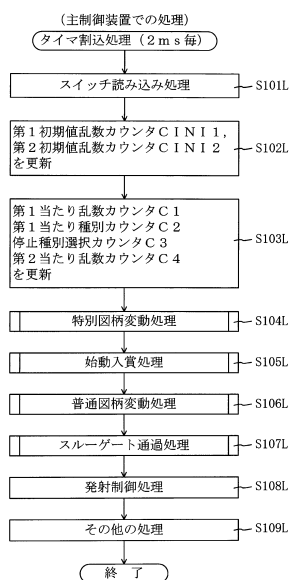 (主制御装置での処理)
タイマ割込処理(2ms毎)
スイッチ読み込み処理
S101L
第1初期値乱数カウンタCINI1,
第2初期値乱数カウンタCINI2
を更新
S102L
第1当たり乱数カウンタC1
第1当たり種別カウンタC2
停止種別選択カウンタC3
第2当たり乱数カウンタC4
を更新
S103L
特別図柄変動処理
S104L
始動入賞処理
S105L
普通図柄変動処理
S106L
スルーゲート通過処理
S107L
発射制御処理
S108L
その他の処理
S109L
終了